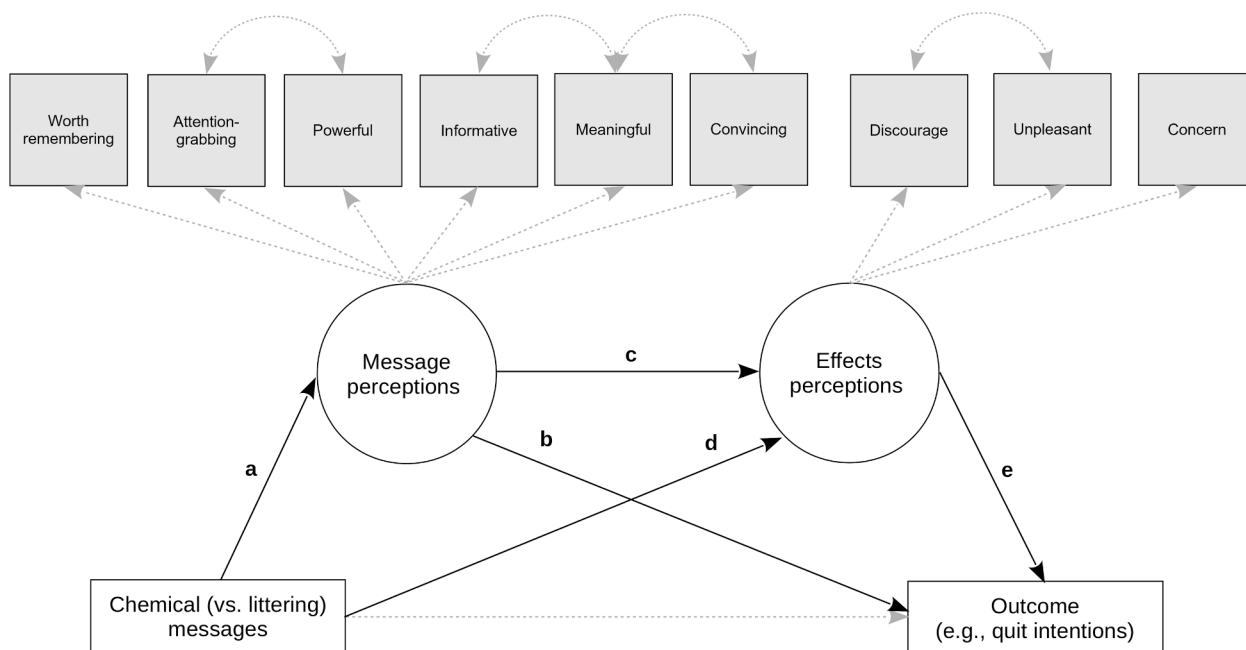 Worth
remembering
Attention-
grabbing
Powerful
Informative
Meaningful
Convincing
Discourage
Unpleasant
Concern
Message
perceptions
c
Effects
perceptions
a
b
d
e
Chemical (vs. littering)
messages
Outcome
(e.g., quit intentions)